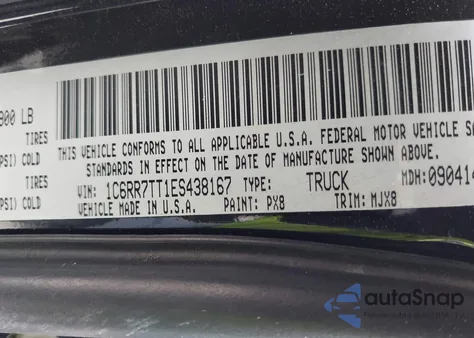 900 LB
TIRES
PSI) COLD
TIRES
PSI) COLD
THIS VEHICLE CONFORMS TO ALL APPLICABLE U.S.A. FEDERAL MOTOR VEHICLE
STANDARDS IN EFFECT ON THE DATE OF MANUFACTURE SHOWN ABOVE.
VIN: 1C6RR7TT1ES438167 TYPE: TRUCK MDH: 090414
VEHICLE MADE IN U.S.A. PAINT: PX8 TRIM: MJX8
autoSnap